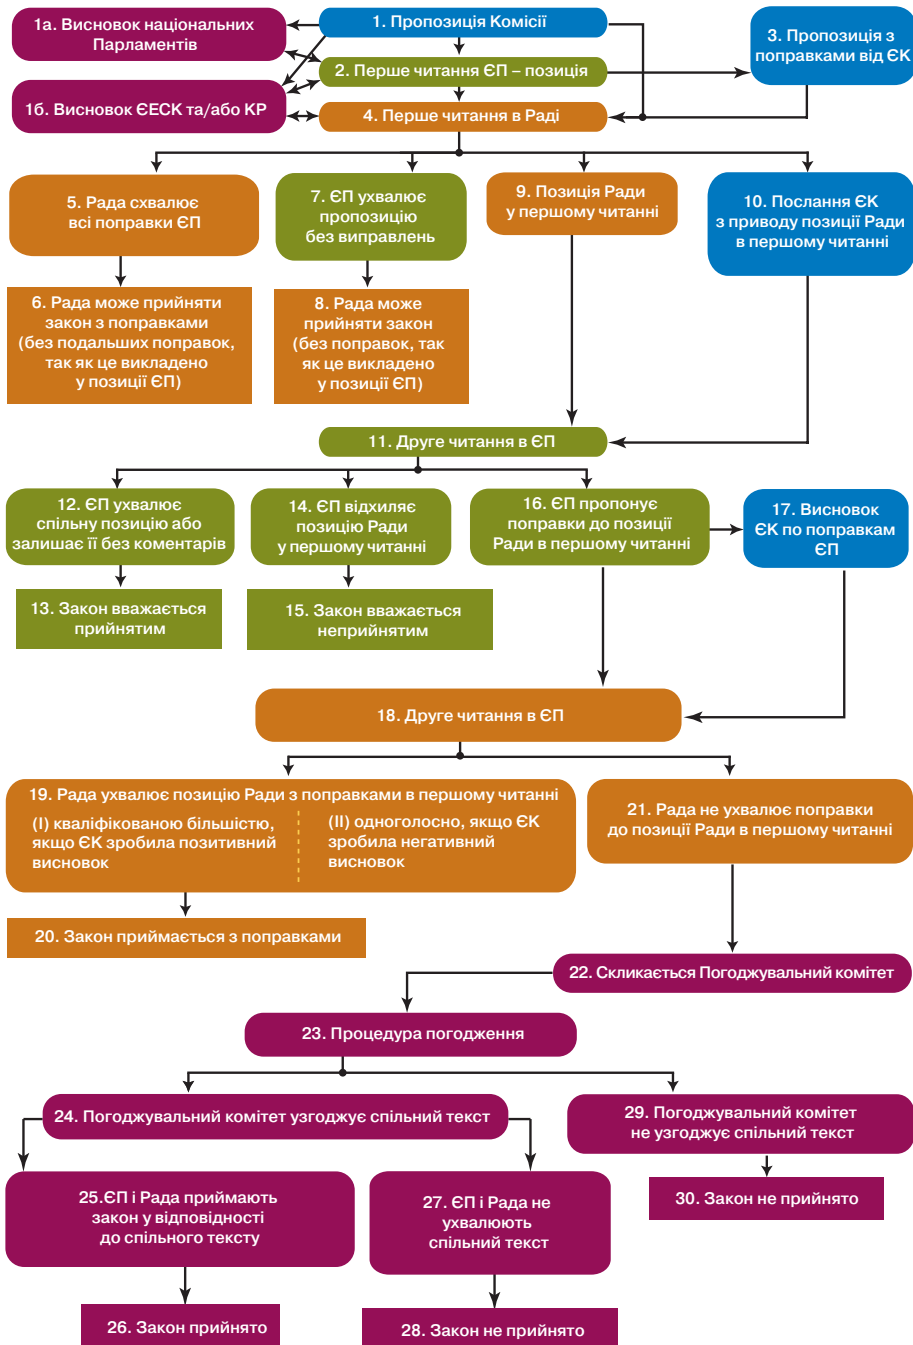 1а. Висновок національних
Парламентів
1. Пропозиція Комісії
3. Пропозиція з
поправками від ЄК
2. Перше читання ЄП – позиція
1б. Висновок ЄЕСК та/або КР
4. Перше читання в Раді
5. Рада схвалює
всі поправки ЄП
7. ЄП ухвалює
пропозицію
без виправлень
9. Позиція Ради
у першому читанні
10. Послання ЄК
з приводу позиції Ради
в першому читанні
6. Рада може прийняти
закон з поправками
(без подальших поправок,
так як це викладено
у позиції ЄП)
8. Рада може
прийняти закон
(без поправок, так
як це викладено
у позиції ЄП)
11. Друге читання в ЄП
12. ЄП ухвалює
спільну позицію або
залишає її без коментарів
14. ЄП відхиляє
позицію Ради
у першому читанні
16. ЄП пропонує
поправки до позиції
Ради в першому читанні
17. Висновок
ЄК по поправкам
ЄП
13. Закон вважається
прийнятим
15. Закон вважається
неприйнятим
18. Друге читання в ЄП
19. Рада ухвалює позицію Ради з поправками в першому читанні
(I) кваліфікованою більшістю,
якщо ЄК зробила позитивний
висновок
(II) одноголосно, якщо ЄК
зробила негативний
висновок
21. Рада не ухвалює поправки
до позиції Ради в першому читанні
20. Закон приймається з поправками
22. Скликається Погоджувальний комітет
23. Процедура погодження
24. Погоджувальний комітет узгоджує спільний текст
29. Погоджувальний комітет
не узгоджує спільний текст
25.ЄП і Рада приймають
закон у відповідності
до спільного тексту
27. ЄП і Рада не
ухвалюють
спільний текст
30. Закон не прийнято
26. Закон прийнято
28. Закон не прийнято